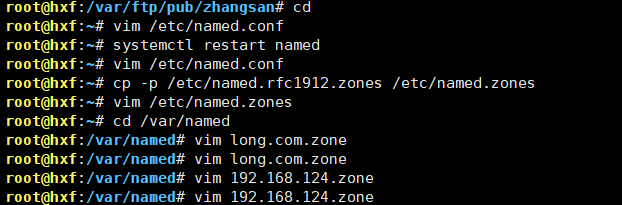 root@hxf:/var/ftp/pub/zhangsan# cd
root@hxf:~# vim /etc/named.conf
root@hxf:~# systemctl restart named
root@hxf:~# vim /etc/named.conf
root@hxf:~# cp -p /etc/named.rfc1912.zones /etc/named.zones
root@hxf:~# vim /etc/named.zones
root@hxf:~# cd /var/named
root@hxf:/var/named# vim long.com.zone
root@hxf:/var/named# vim long.com.zone
root@hxf:/var/named# vim 192.168.124.zone
root@hxf:/var/named# vim 192.168.124.zone